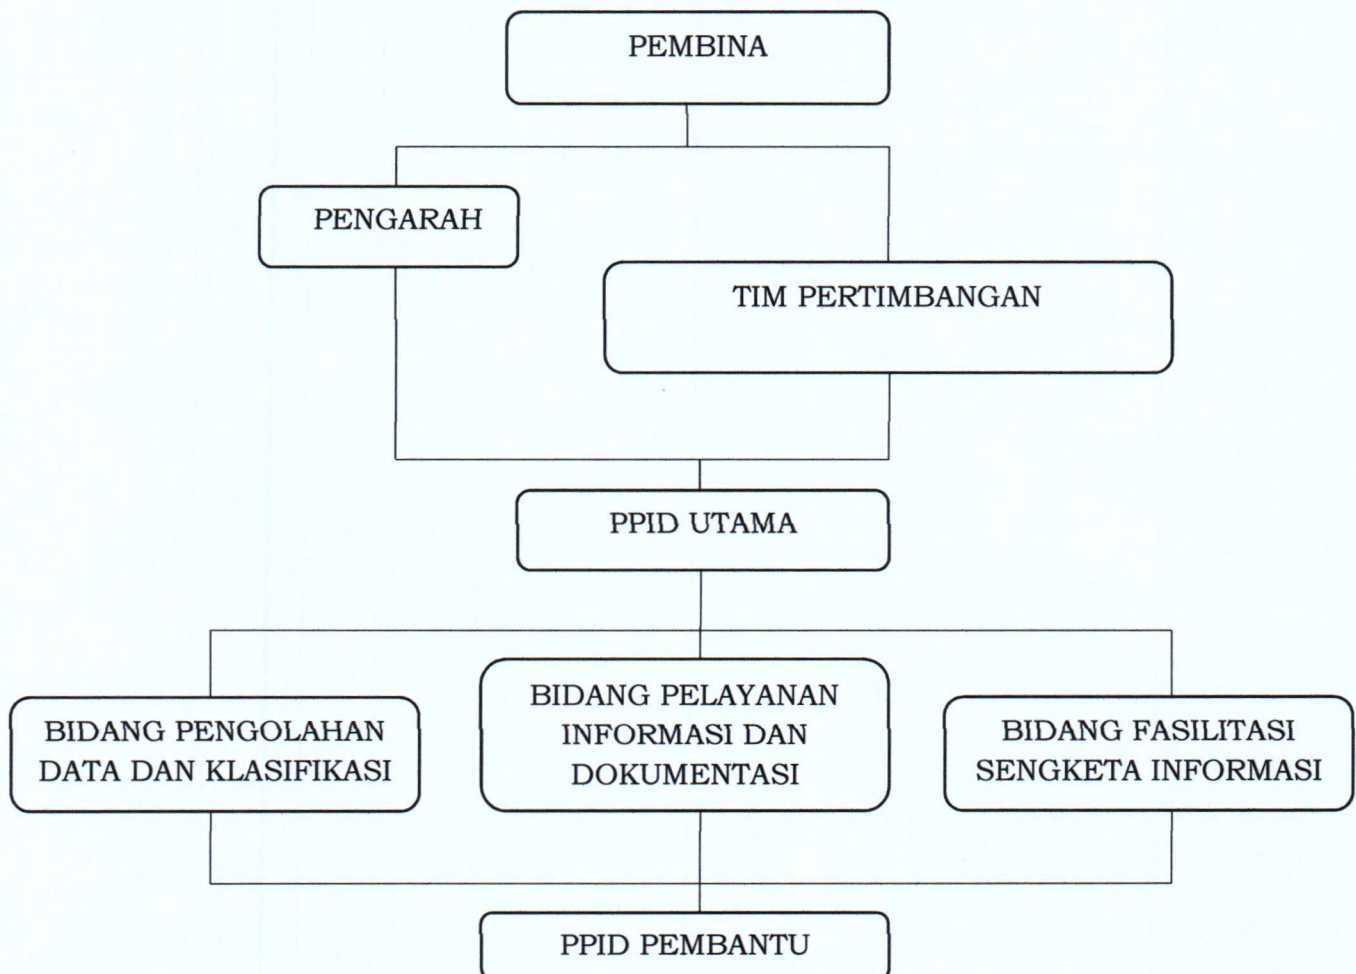 PEMBINA
PENGARAH
TIM PERTIMBANGAN
PPID UTAMA
BIDANG PENGOLAHAN
DATA DAN KLASIFIKASI
BIDANG PELAYANAN
INFORMASI DAN
DOKUMENTASI
BIDANG FASILITASI
SENGKETA INFORMASI
PPID PEMBANTU